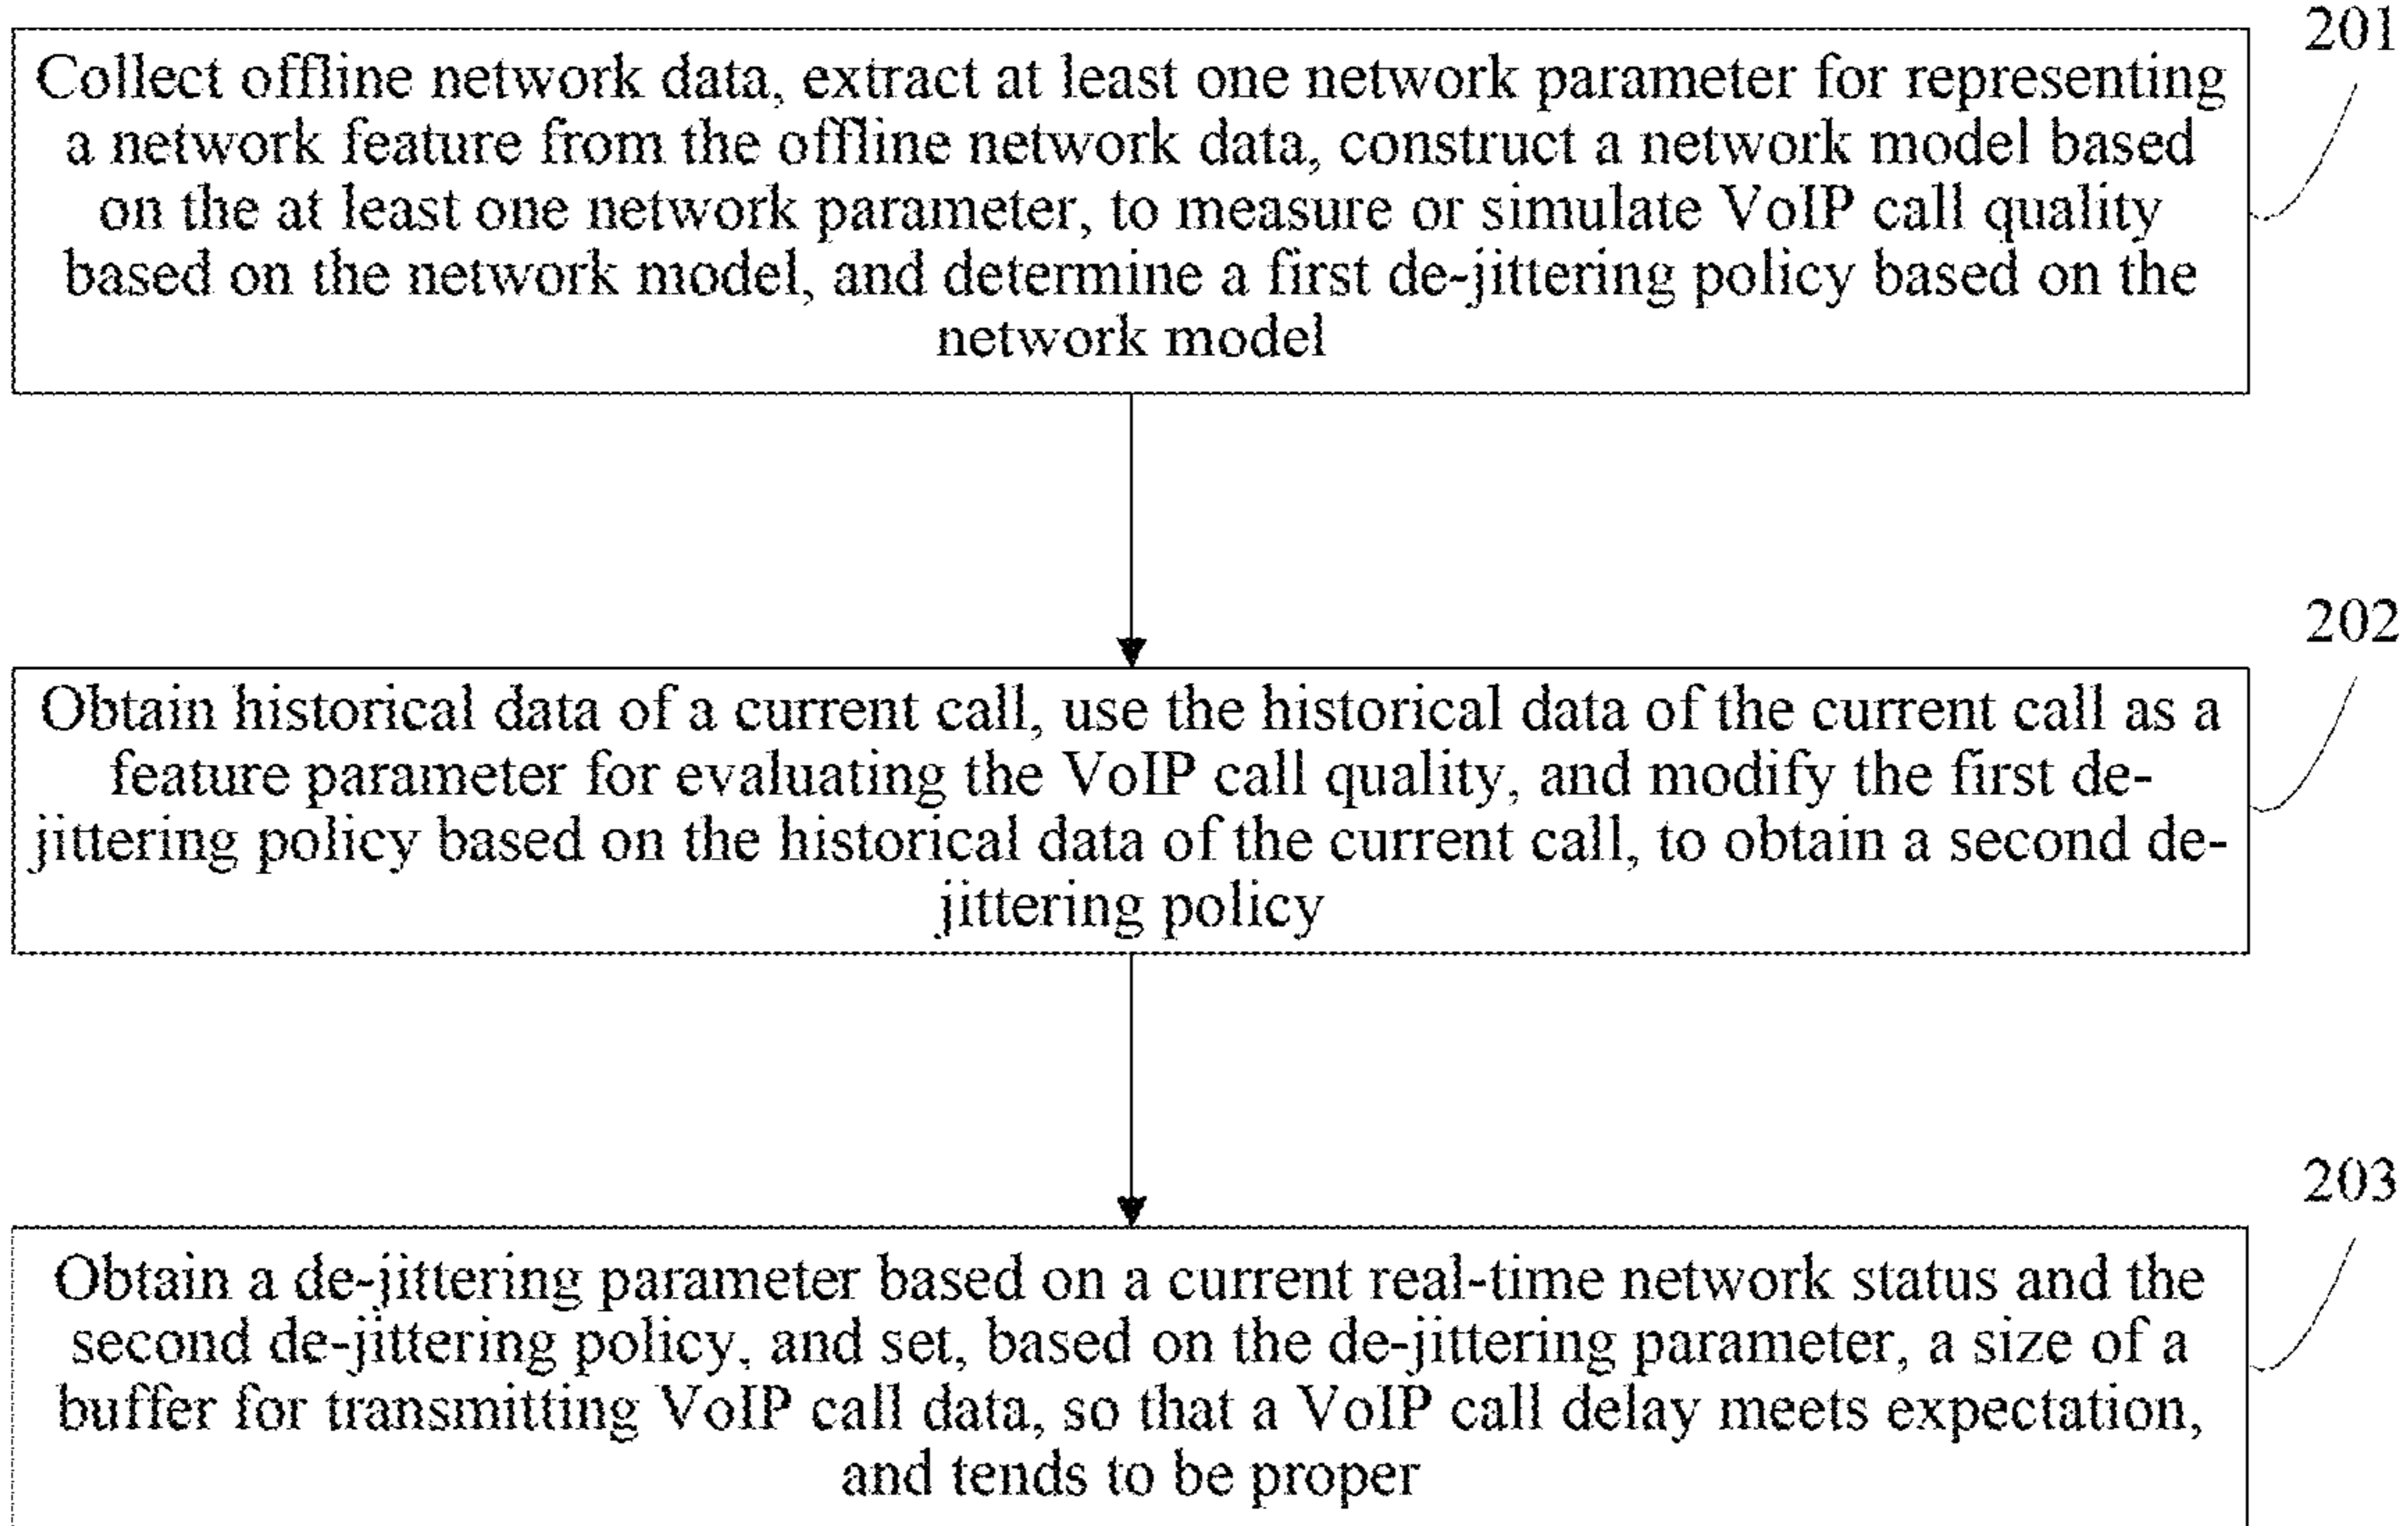 201
Collect offline network data, extract at least one network parameter for representing
a network feature from the offline network data, construct a network model based
on the at least one network parameter, to measure or simulate VoIP call quality
based on the network model, and determine a first de-jittering policy based on the
network model
202
Obtain historical data of a current call, use the historical data of the current call as a
feature parameter for evaluating the VoIP call quality, and modify the first de-
jittering policy based on the historical data of the current call, to obtain a second de-
jittering policy
203
Obtain a de-jittering parameter based on a current real-time network status and the
second de-jittering policy, and set, based on the de-jittering parameter, a size of a
buffer for transmitting VoIP call data, so that a VoIP call delay meets expectation,
and tends to be proper